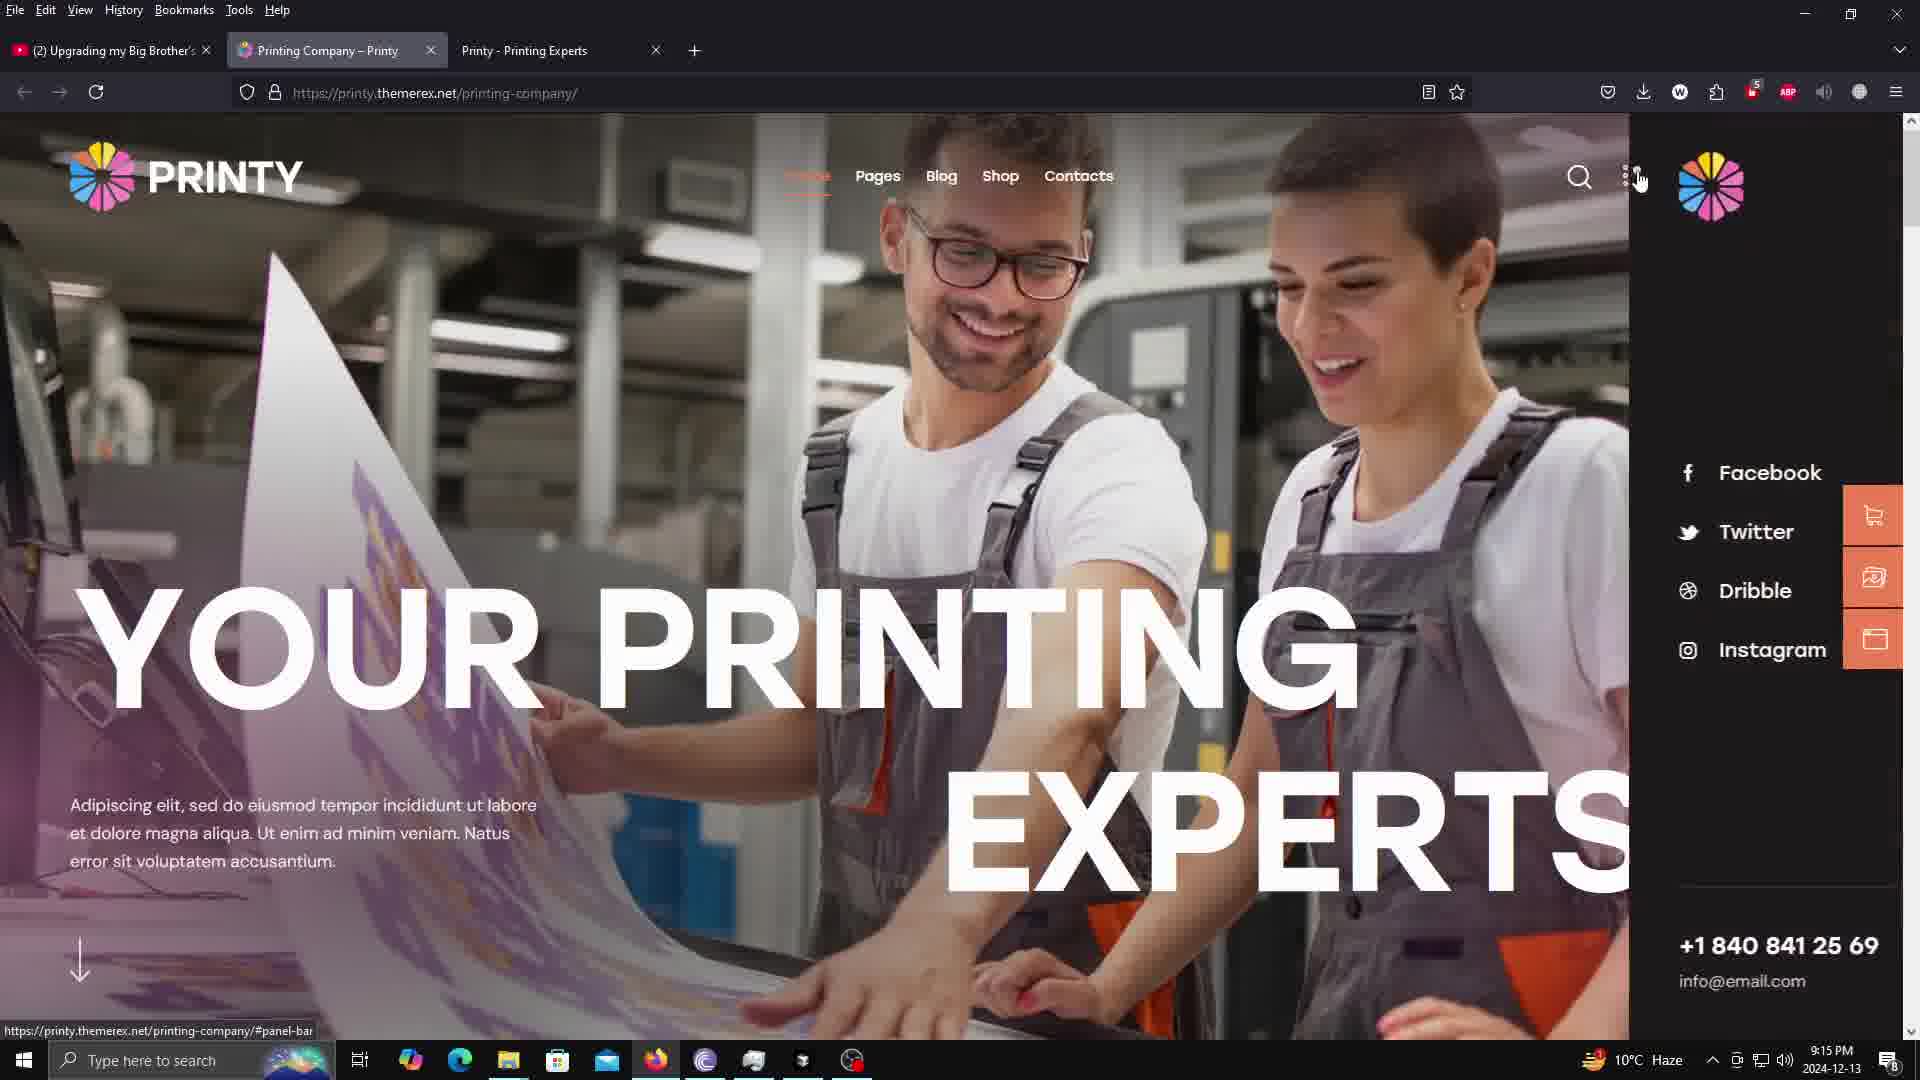 File Edit View History Bookmarks Tools Help
(2) Upgrading my Big Brother's
Printing Company – Printy
Printy - Printing Experts
https://printy.themerex.net/printing-company/
5
W
ABP
PRINTY
Home Pages Blog Shop Contacts
YOUR PRINTING
EXPERTS
Adipiscing elit, sed do eiusmod tempor incididunt ut labore
et dolore magna aliqua. Ut enim ad minim veniam. Natus
error sit voluptatem accusantium.
Facebook
Twitter
Dribble
Instagram
+1 840 841 25 69
info@email.com
https://printy.themerex.net/printing-company/#panel-bar
Type here to search
1
10°C Haze
9:15 PM
2024-12-13
8